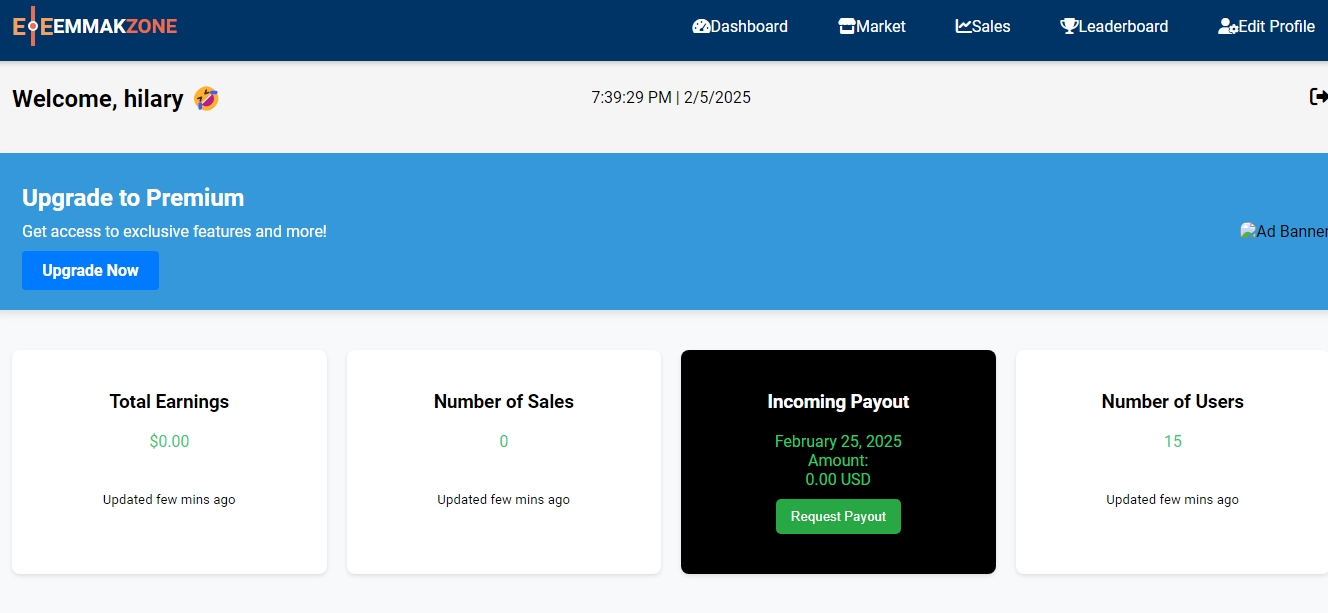 E E EMMAKZONE
Dashboard
Market
Sales
Leaderboard
Edit Profile
Welcome, hilary 🤣
7:39:29 PM | 2/5/2025
Upgrade to Premium
Get access to exclusive features and more!
Upgrade Now
Ad Banner
Total Earnings
$0.00
Updated few mins ago
Number of Sales
0
Updated few mins ago
Incoming Payout
February 25, 2025
Amount:
0.00 USD
Request Payout
Number of Users
15
Updated few mins ago